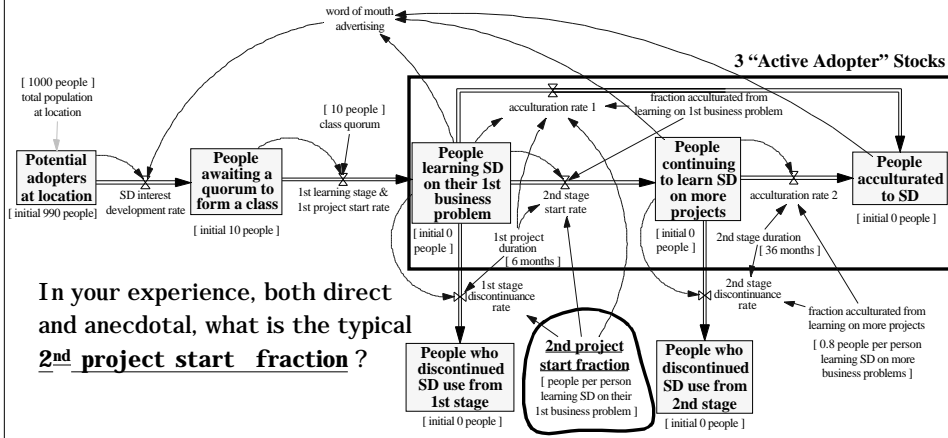 word of mouth
advertising
3 “Active Adopter” Stocks
[ 1000 people ]
total population
at location
[ 10 people ]
class quorum
acculturation rate 1
fraction acculturated from
learning on 1st business
problem
Potential
adopters
at location
[ initial 990 people]
SD interest
development rate
People
awaiting a
quorum to
form a class
[ initial 10 people ]
1st learning stage &
1st project start rate
People
learning SD
on their 1st
business
problem
[ initial 0
people ]
2nd stage
start rate
People
continuing
to learn SD
on more
projects
[ initial 0
people ]
acculturation rate 2
People
acculturated
to SD
[ initial 0 people ]
1st project
duration
[ 6 months ]
2nd stage duration
[ 36 months ]
1st stage
discontinuance
rate
2nd stage
discontinuance
rate
fraction acculturated from
learning on more projects
[ 0.8 people per person
learning SD on more
business problems ]
In your experience, both direct
and anecdotal, what is the typical
2nd project start fraction ?
People who
discontinued
SD use from
1st stage
[ initial 0 people ]
2nd project
start fraction
[ people per person
learning SD on their
1st business problem ]
People who
discontinued
SD use from
2nd stage
[ initial 0 people ]